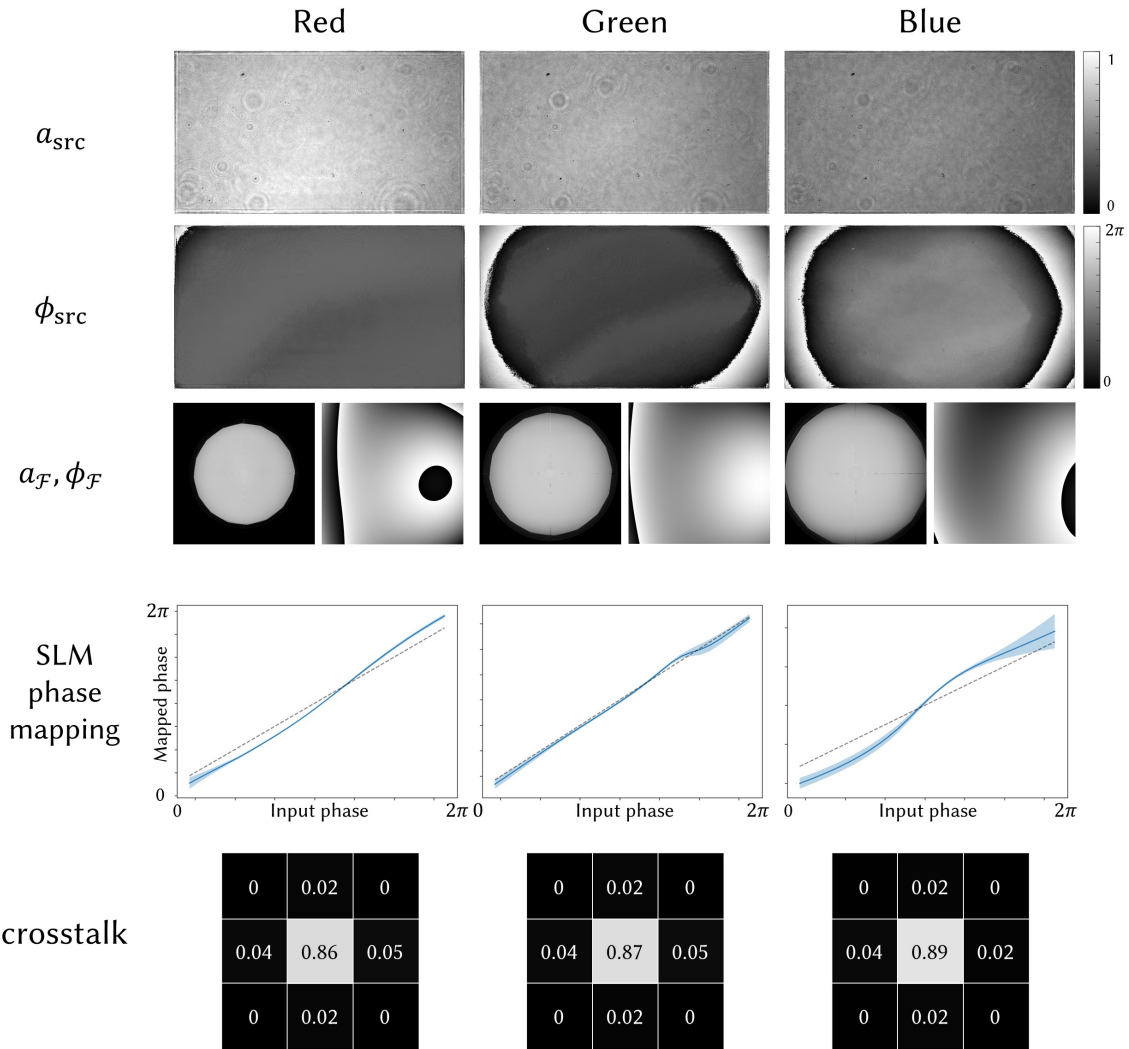 Red Green Blue
a_src
1
0
ϕ_src
2π
0
a_ℱ, ϕ_ℱ
SLM
phase
mapping
Mapped phase
2π
0
0 Input phase 2π
0 Input phase 2π
0 Input phase 2π
crosstalk
0 0.02 0
0.04 0.86 0.05
0 0.02 0
0 0.02 0
0.04 0.87 0.05
0 0.02 0
0 0.02 0
0.04 0.89 0.02
0 0.02 0